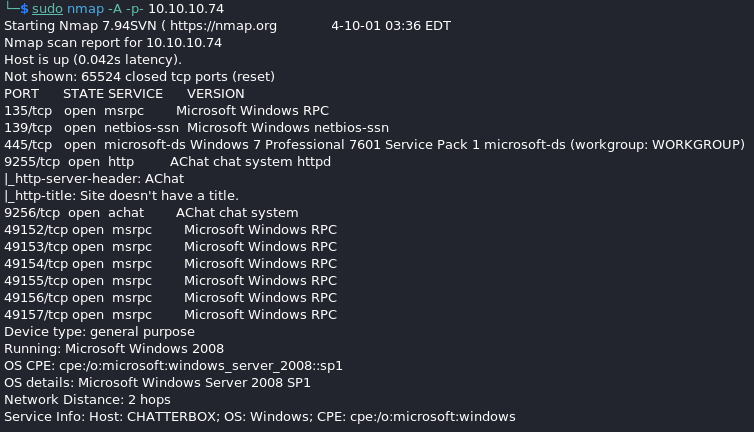 └─$ sudo nmap -A -p- 10.10.10.74
Starting Nmap 7.94SVN ( https://nmap.org 4-10-01 03:36 EDT
Nmap scan report for 10.10.10.74
Host is up (0.042s latency).
Not shown: 65524 closed tcp ports (reset)
PORT STATE SERVICE VERSION
135/tcp open msrpc Microsoft Windows RPC
139/tcp open netbios-ssn Microsoft Windows netbios-ssn
445/tcp open microsoft-ds Windows 7 Professional 7601 Service Pack 1 microsoft-ds (workgroup: WORKGROUP)
9255/tcp open http AChat chat system httpd
|_http-server-header: AChat
|_http-title: Site doesn't have a title.
9256/tcp open achat AChat chat system
49152/tcp open msrpc Microsoft Windows RPC
49153/tcp open msrpc Microsoft Windows RPC
49154/tcp open msrpc Microsoft Windows RPC
49155/tcp open msrpc Microsoft Windows RPC
49156/tcp open msrpc Microsoft Windows RPC
49157/tcp open msrpc Microsoft Windows RPC
Device type: general purpose
Running: Microsoft Windows 2008
OS CPE: cpe:/o:microsoft:windows_server_2008::sp1
OS details: Microsoft Windows Server 2008 SP1
Network Distance: 2 hops
Service Info: Host: CHATTERBOX; OS: Windows; CPE: cpe:/o:microsoft:windows